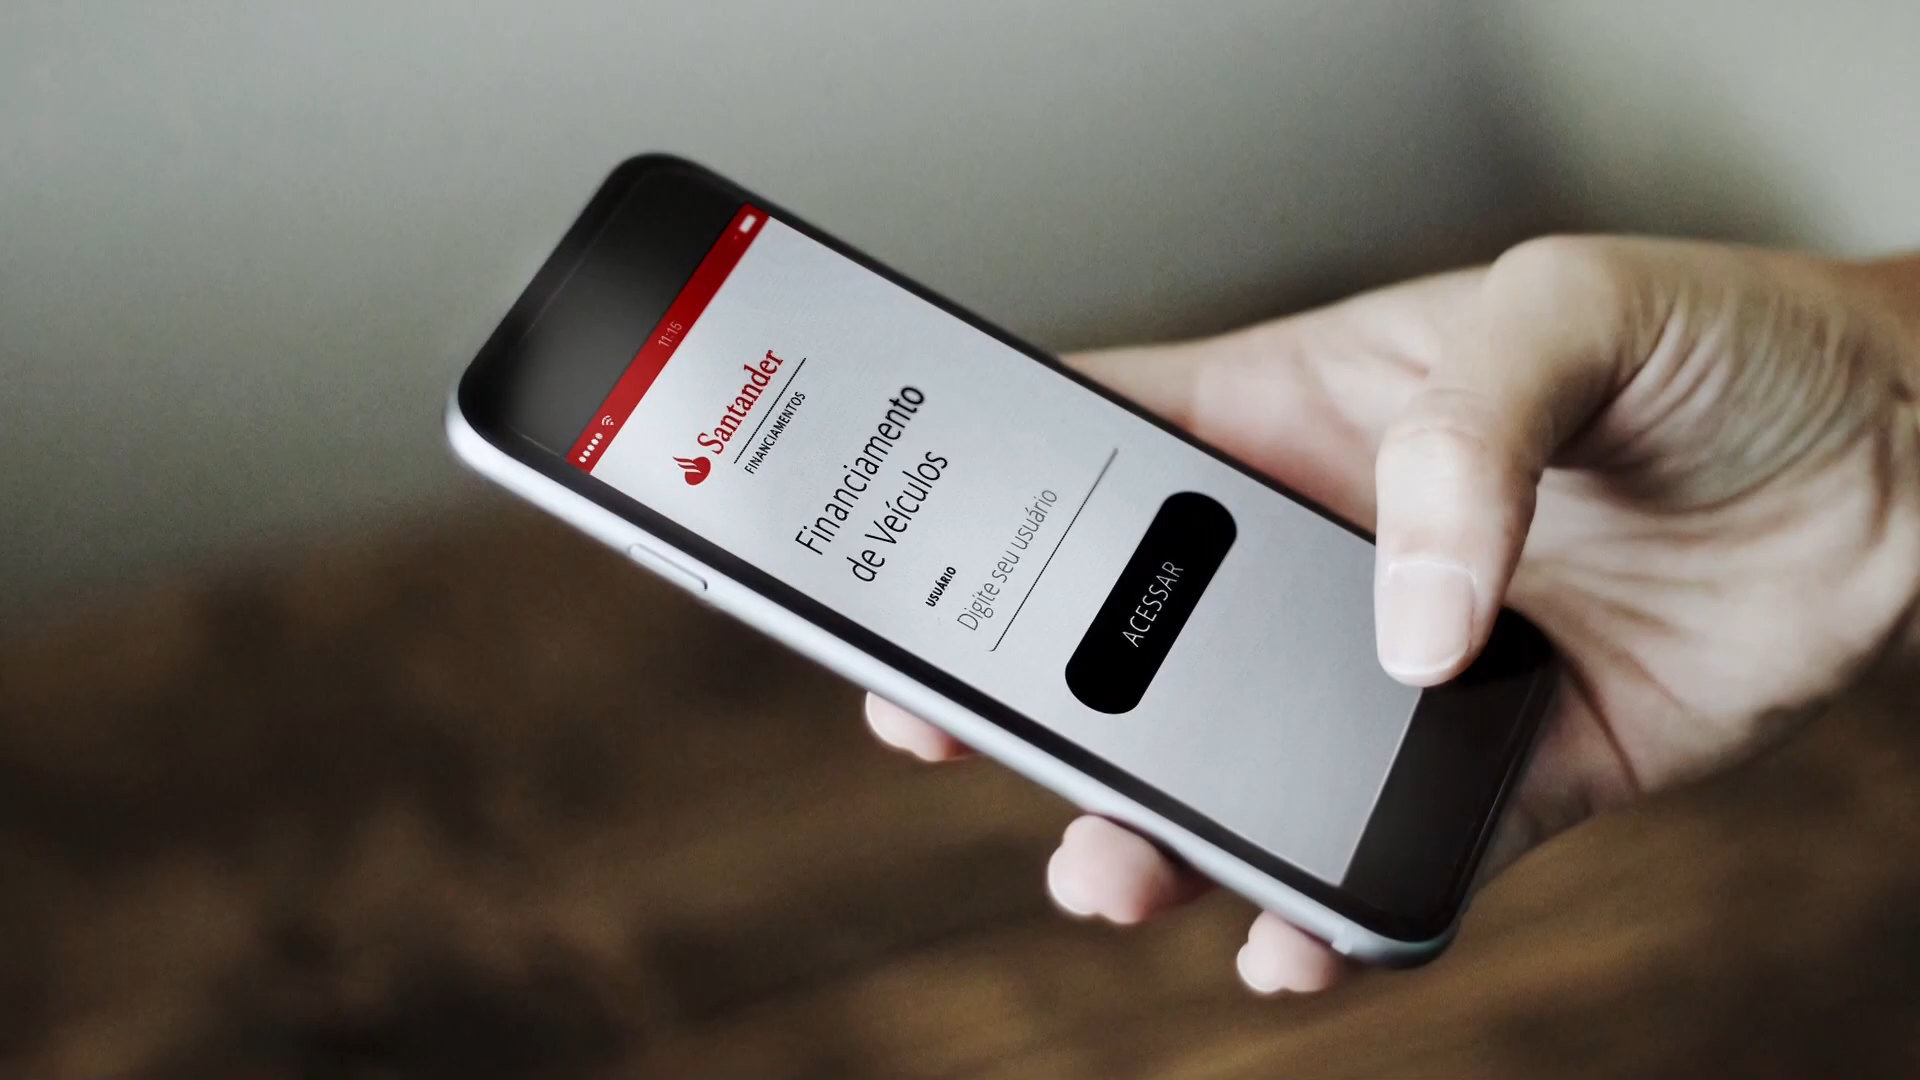 11:15
Santander
FINANCIAMENTOS
Financiamento
de Veículos
USUÁRIO
Digite seu usuário
ACESSAR